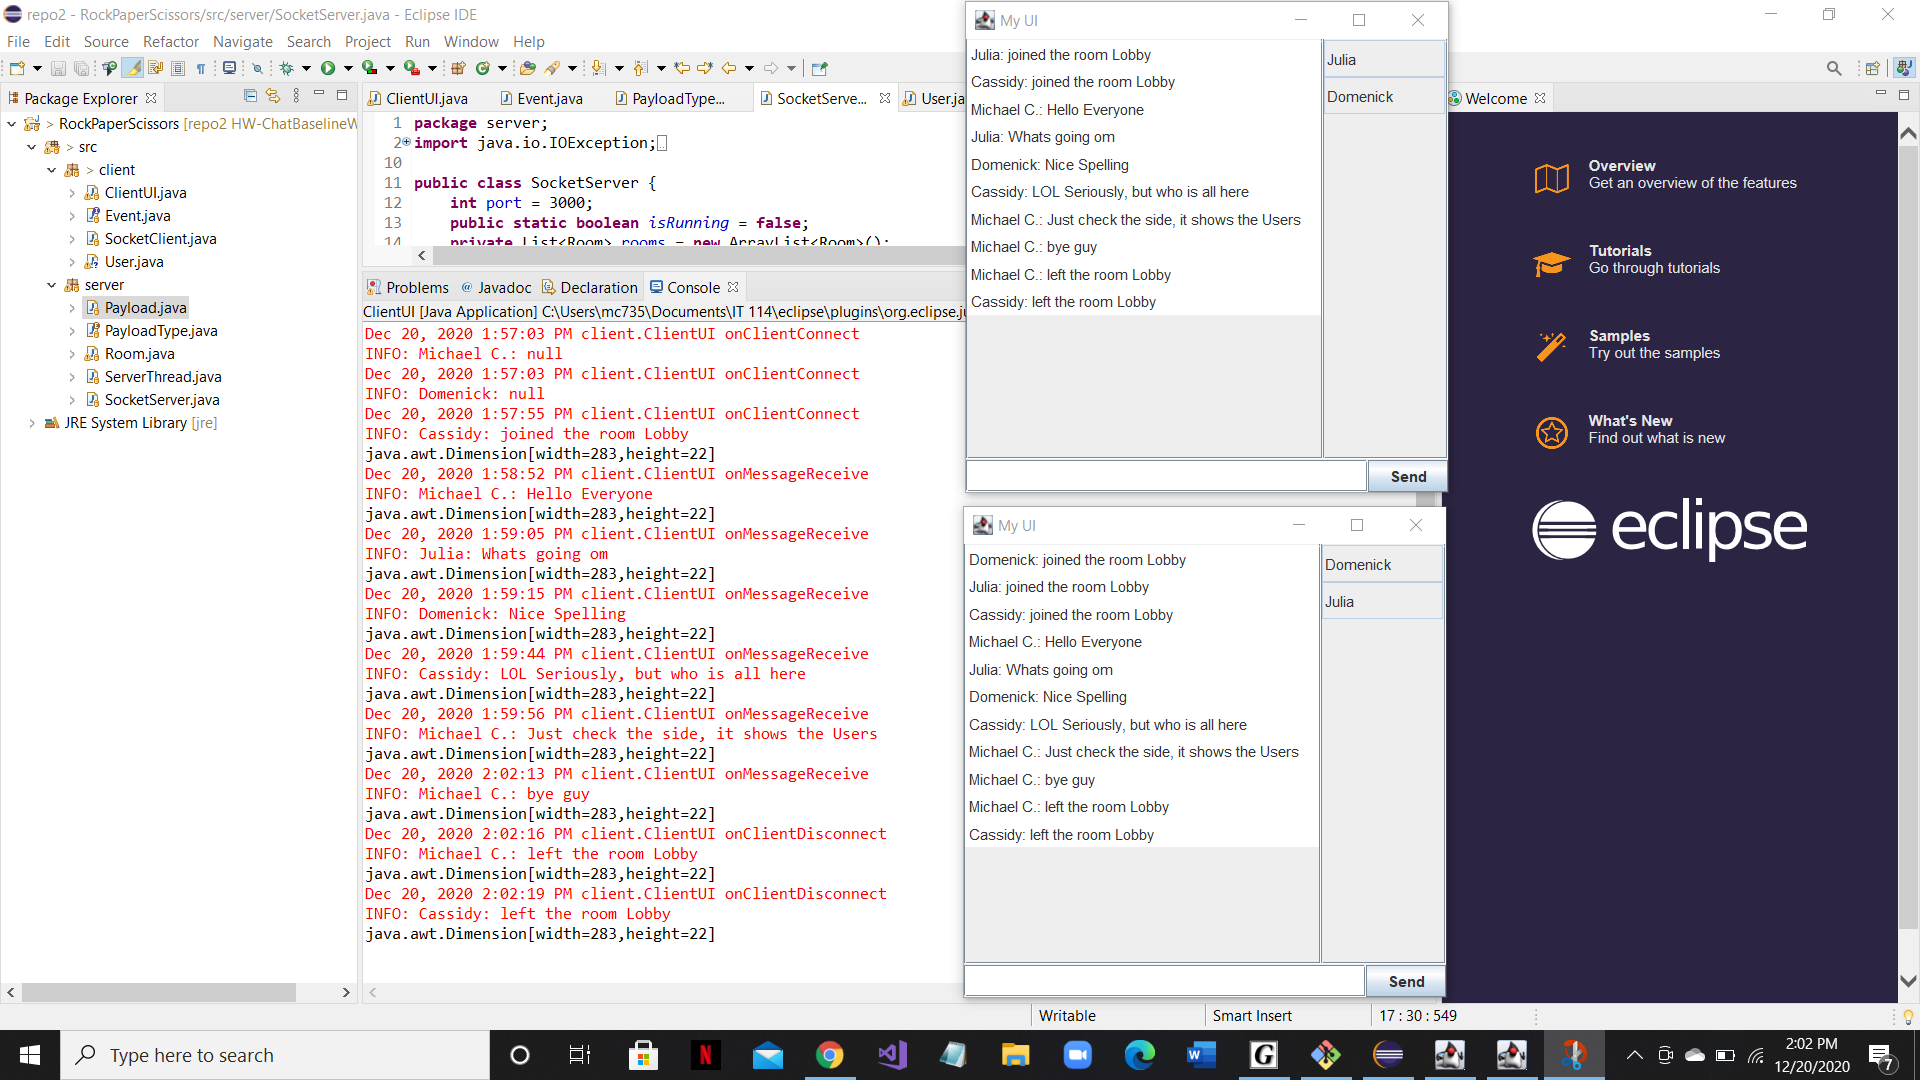 repo2 - RockPaperScissors/src/server/SocketServer.java - Eclipse IDE
File Edit Source Refactor Navigate Search Project Run Window Help
Package Explorer
> RockPaperScissors [repo2 HW-ChatBaselineW
> src
> client
ClientUI.java
Event.java
SocketClient.java
User.java
server
Payload.java
PayloadType.java
Room.java
ServerThread.java
SocketServer.java
JRE System Library [jre]
ClientUI.java Event.java PayloadType... SocketServe... User.ja
1 package server;
2 import java.io.IOException;
10
11 public class SocketServer {
12 int port = 3000;
13 public static boolean isRunning = false;
14 private List<Room> rooms = new ArrayList<Room>();
Problems @ Javadoc Declaration Console
ClientUI [Java Application] C:\Users\mc735\Documents\IT 114\eclipse\plugins\org.eclipse.ju
Dec 20, 2020 1:57:03 PM client.ClientUI onClientConnect
INFO: Michael C.: null
Dec 20, 2020 1:57:03 PM client.ClientUI onClientConnect
INFO: Domenick: null
Dec 20, 2020 1:57:55 PM client.ClientUI onClientConnect
INFO: Cassidy: joined the room Lobby
java.awt.Dimension[width=283,height=22]
Dec 20, 2020 1:58:52 PM client.ClientUI onMessageReceive
INFO: Michael C.: Hello Everyone
java.awt.Dimension[width=283,height=22]
Dec 20, 2020 1:59:05 PM client.ClientUI onMessageReceive
INFO: Julia: Whats going om
java.awt.Dimension[width=283,height=22]
Dec 20, 2020 1:59:15 PM client.ClientUI onMessageReceive
INFO: Domenick: Nice Spelling
java.awt.Dimension[width=283,height=22]
Dec 20, 2020 1:59:44 PM client.ClientUI onMessageReceive
INFO: Cassidy: LOL Seriously, but who is all here
java.awt.Dimension[width=283,height=22]
Dec 20, 2020 1:59:56 PM client.ClientUI onMessageReceive
INFO: Michael C.: Just check the side, it shows the Users
java.awt.Dimension[width=283,height=22]
Dec 20, 2020 2:02:13 PM client.ClientUI onMessageReceive
INFO: Michael C.: bye guy
java.awt.Dimension[width=283,height=22]
Dec 20, 2020 2:02:16 PM client.ClientUI onClientDisconnect
INFO: Michael C.: left the room Lobby
java.awt.Dimension[width=283,height=22]
Dec 20, 2020 2:02:19 PM client.ClientUI onClientDisconnect
INFO: Cassidy: left the room Lobby
java.awt.Dimension[width=283,height=22]
My UI
Julia: joined the room Lobby
Cassidy: joined the room Lobby
Michael C.: Hello Everyone
Julia: Whats going om
Domenick: Nice Spelling
Cassidy: LOL Seriously, but who is all here
Michael C.: Just check the side, it shows the Users
Michael C.: bye guy
Michael C.: left the room Lobby
Cassidy: left the room Lobby
Julia
Domenick
Send
My UI
Domenick: joined the room Lobby
Julia: joined the room Lobby
Cassidy: joined the room Lobby
Michael C.: Hello Everyone
Julia: Whats going om
Domenick: Nice Spelling
Cassidy: LOL Seriously, but who is all here
Michael C.: Just check the side, it shows the Users
Michael C.: bye guy
Michael C.: left the room Lobby
Cassidy: left the room Lobby
Domenick
Julia
Send
Welcome
Overview
Get an overview of the features
Tutorials
Go through tutorials
Samples
Try out the samples
What's New
Find out what is new
eclipse
Writable Smart Insert 17 : 30 : 549
Type here to search
2:02 PM
12/20/2020
7